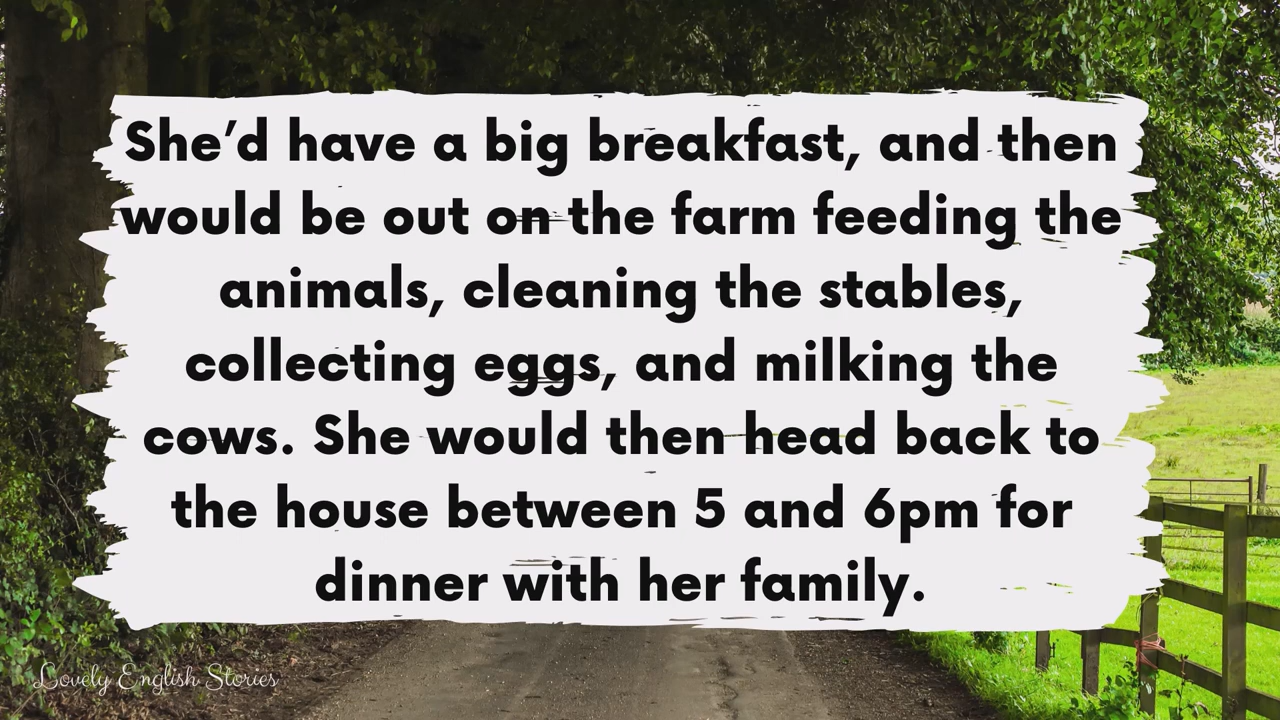 She’d have a big breakfast, and then
would be out on the farm feeding the
animals, cleaning the stables,
collecting eggs, and milking the
cows. She would then head back to
the house between 5 and 6pm for
dinner with her family.
Lovely English Stories